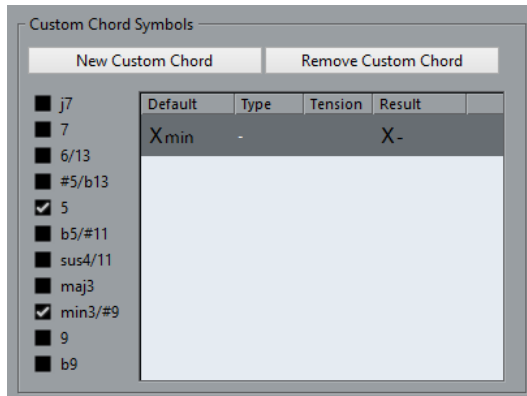 Custom Chord Symbols
New Custom Chord Remove Custom Chord
j7
7
6/13
#5/b13
5
b5/#11
sus4/11
maj3
min3/#9
9
b9
Default Type Tension Result
Xmin - X-